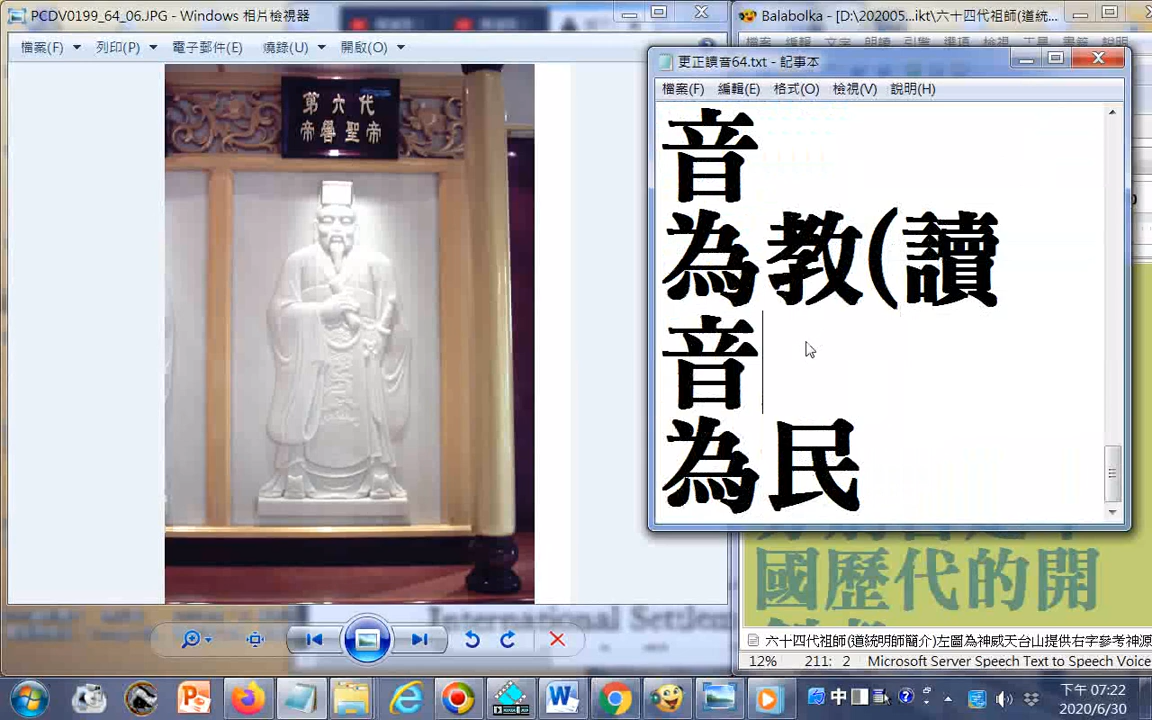 PCDV0199_64_06.JPG - Windows 相片檢視器
檔案(F) 列印(P) 電子郵件(E) 燒錄(U) 開啟(O)
第六代
帝嚳聖帝
Balabolka - [D:\202005...ikt\六十四代祖師(道統...
更正讀音64.txt - 記事本
檔案(F) 編輯(E) 格式(O) 檢視(V) 說明(H)
音
為教(讀
音
為民
國歷代的開
International Settlem
六十四代祖師(道統明師簡介)左圖為神威天台山提供右字參考神源
12% 211: 2 Microsoft Server Speech Text to Speech Voice
中
下午 07:22
2020/6/30